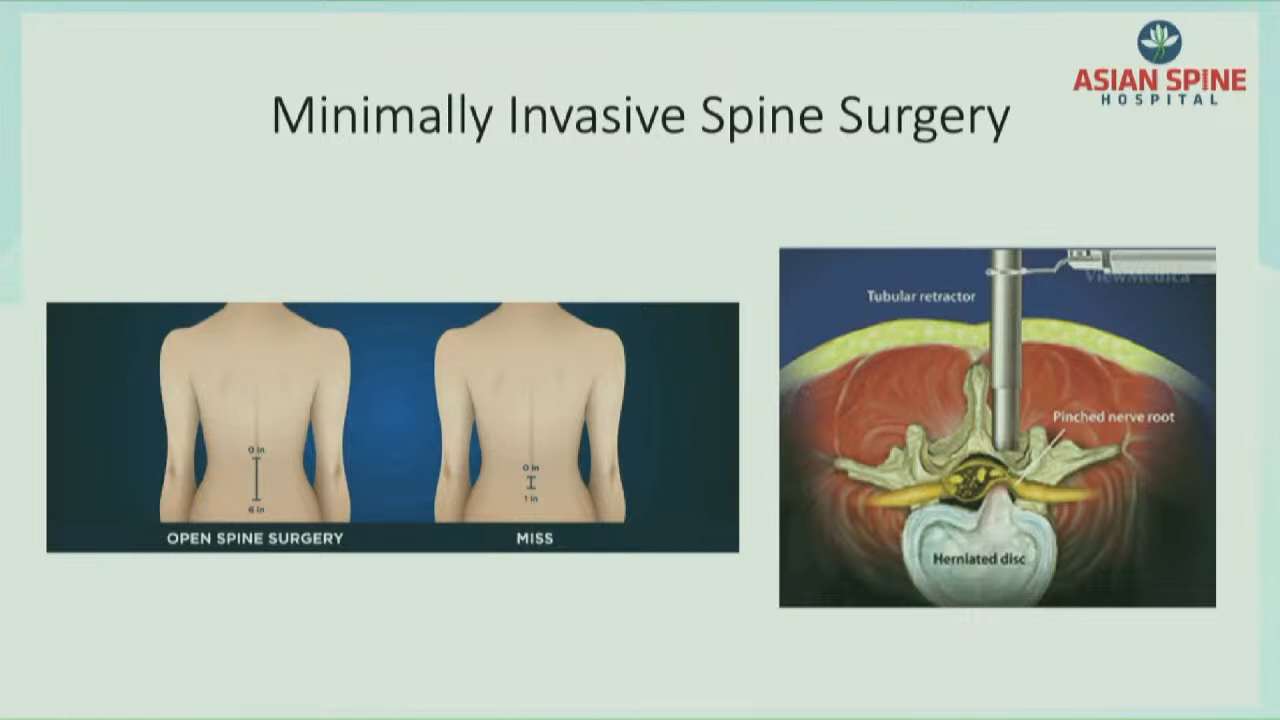 ASIAN SPINE
HOSPITAL
Minimally Invasive Spine Surgery
ViewMedica
Tubular retractor
Pinched nerve root
0 in
6 in
0 in
1 in
OPEN SPINE SURGERY
MISS
Herniated disc